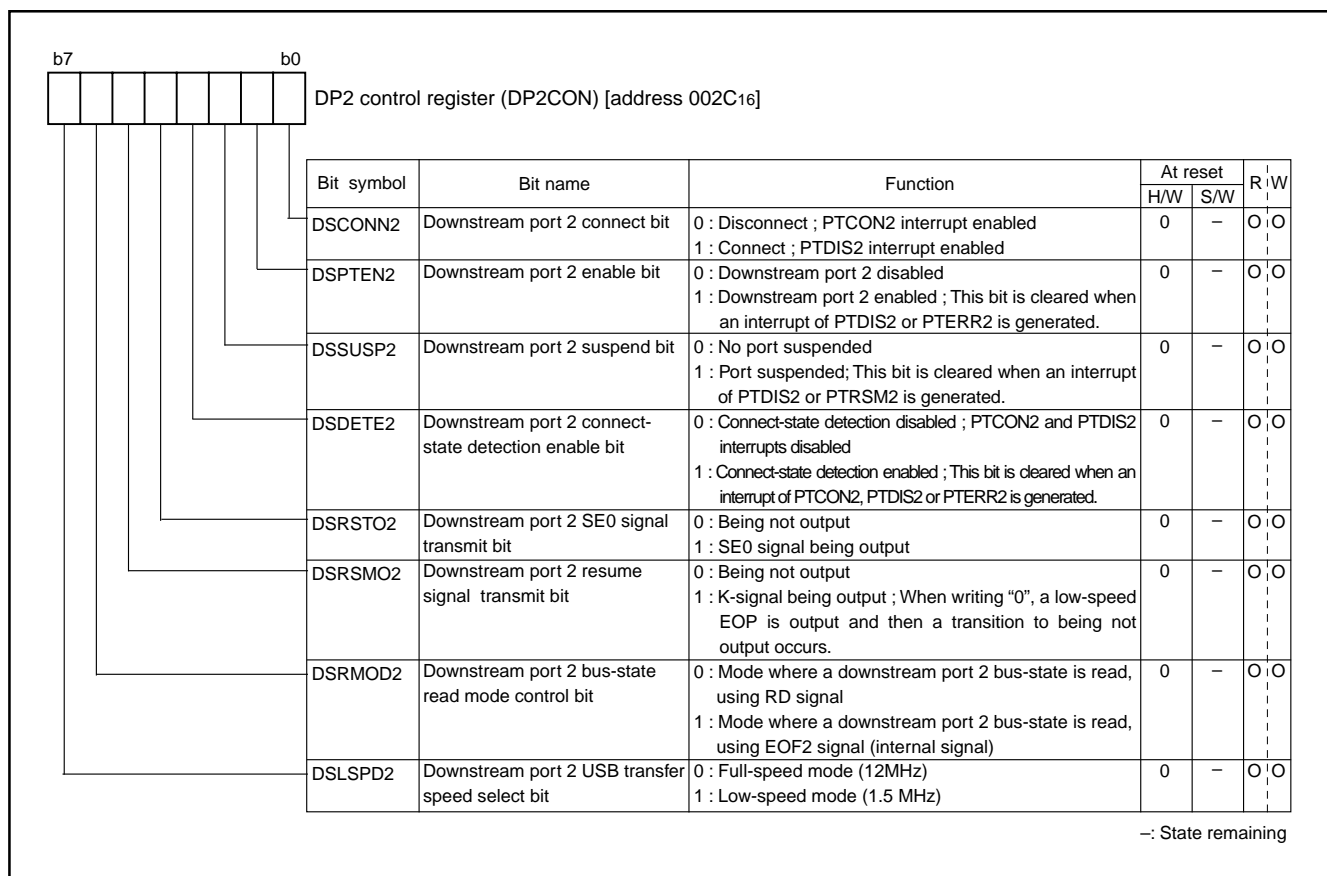 b7 b0
DP2 control register (DP2CON) [address 002C16]
Bit symbol Bit name Function At reset R W
H/W S/W
DSCONN2 Downstream port 2 connect bit 0 : Disconnect ; PTCON2 interrupt enabled 0 – O O
1 : Connect ; PTDIS2 interrupt enabled
DSPTEN2 Downstream port 2 enable bit 0 : Downstream port 2 disabled 0 – O O
1 : Downstream port 2 enabled ; This bit is cleared when
an interrupt of PTDIS2 or PTERR2 is generated.
DSSUSP2 Downstream port 2 suspend bit 0 : No port suspended 0 – O O
1 : Port suspended; This bit is cleared when an interrupt
of PTDIS2 or PTRSM2 is generated.
DSDETE2 Downstream port 2 connect- 0 : Connect-state detection disabled ; PTCON2 and PTDIS2 0 – O O
state detection enable bit interrupts disabled
1 : Connect-state detection enabled ; This bit is cleared when an
interrupt of PTCON2, PTDIS2 or PTERR2 is generated.
DSRSTO2 Downstream port 2 SE0 signal 0 : Being not output 0 – O O
transmit bit 1 : SE0 signal being output
DSRSMO2 Downstream port 2 resume 0 : Being not output 0 – O O
signal transmit bit 1 : K-signal being output ; When writing “0”, a low-speed
EOP is output and then a transition to being not
output occurs.
DSRMOD2 Downstream port 2 bus-state 0 : Mode where a downstream port 2 bus-state is read, 0 – O O
read mode control bit using RD signal
1 : Mode where a downstream port 2 bus-state is read,
using EOF2 signal (internal signal)
DSLSPD2 Downstream port 2 USB transfer 0 : Full-speed mode (12MHz) 0 – O O
speed select bit 1 : Low-speed mode (1.5 MHz)
–: State remaining